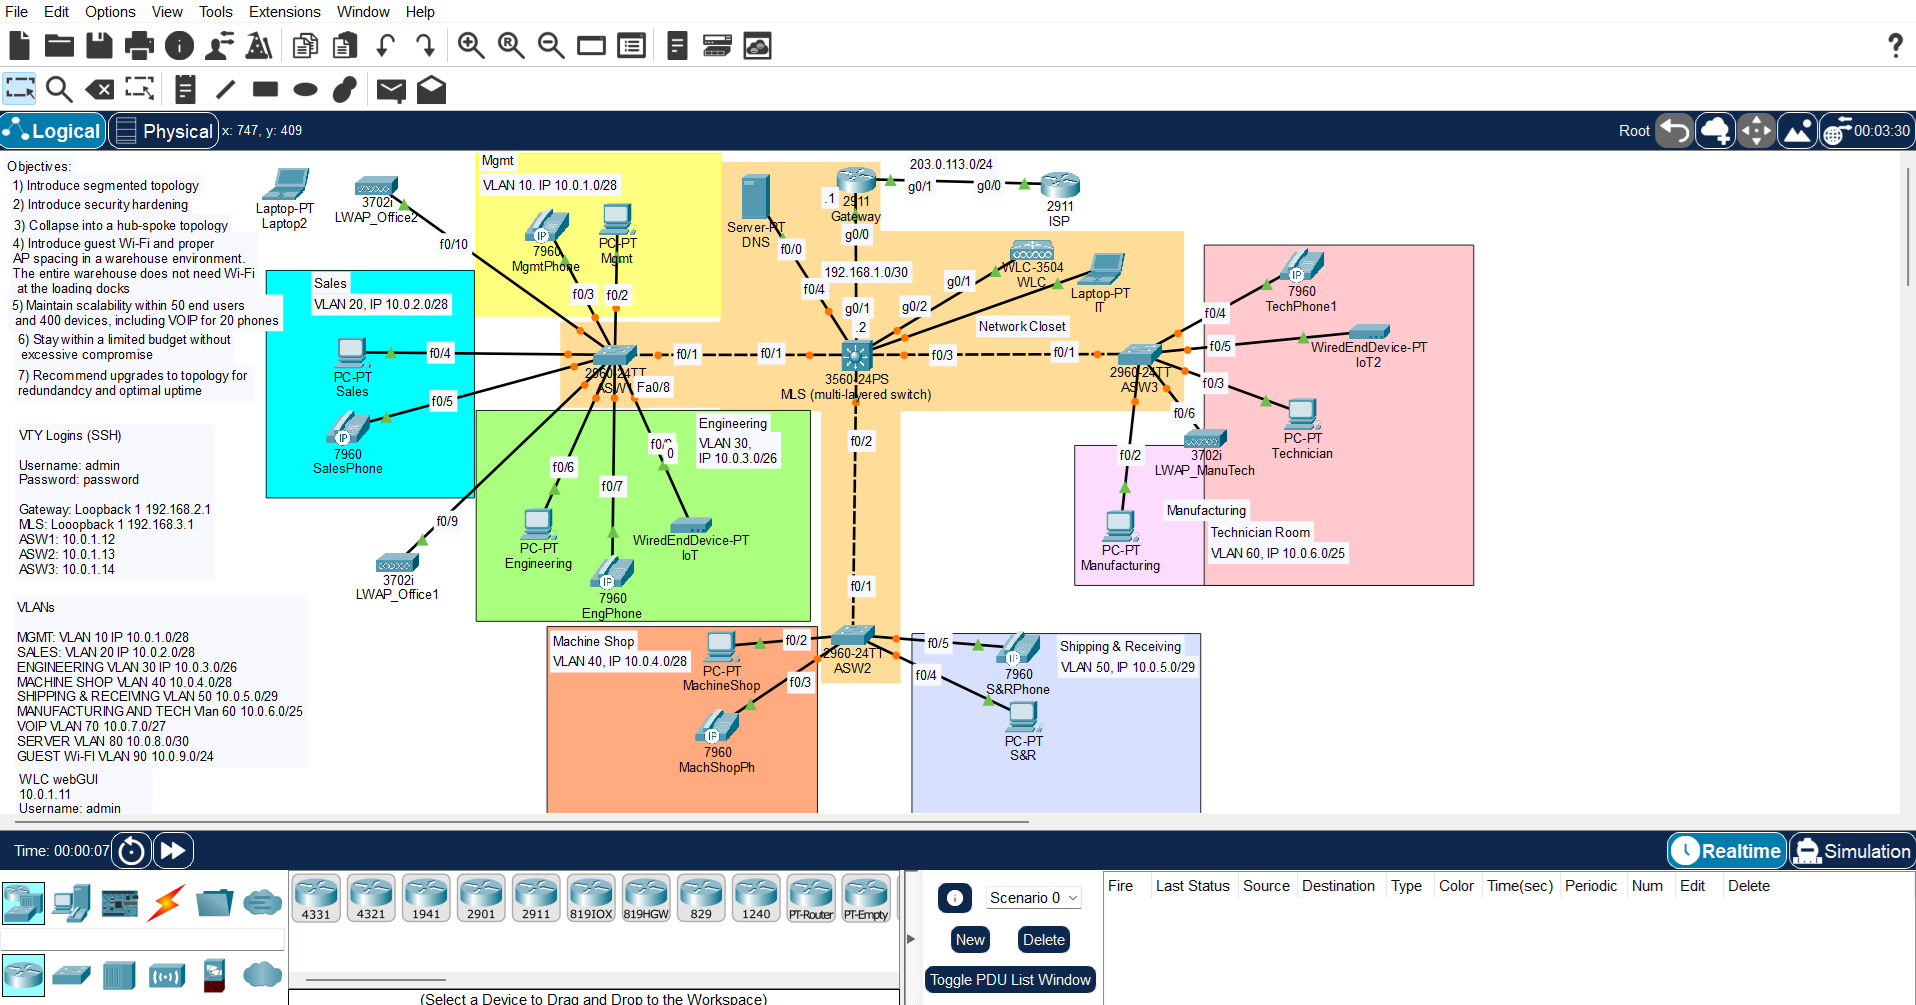 File Edit Options View Tools Extensions Window Help
Logical
Physical
x: 747, y: 409
Root
00:03:30
Objectives:
1) Introduce segmented topology
2) Introduce security hardening
3) Collapse into a hub-spoke topology
4) Introduce guest Wi-Fi and proper
AP spacing in a warehouse environment.
The entire warehouse does not need Wi-Fi
at the loading docks
5) Maintain scalability within 50 end users
and 400 devices, including VOIP for 20 phones
6) Stay within a limited budget without
excessive compromise
7) Recommend upgrades to topology for
redundandcy and optimal uptime
VTY Logins (SSH)
Username: admin
Password: password
Gateway: Loopback 1 192.168.2.1
MLS: Looopback 1 192.168.3.1
ASW1: 10.0.1.12
ASW2: 10.0.1.13
ASW3: 10.0.1.14
VLANs
MGMT: VLAN 10 IP 10.0.1.0/28
SALES: VLAN 20 IP 10.0.2.0/28
ENGINEERING VLAN 30 IP 10.0.3.0/26
MACHINE SHOP VLAN 40 10.0.4.0/28
SHIPPING & RECEIVING VLAN 50 10.0.5.0/29
MANUFACTURING AND TECH Vlan 60 10.0.6.0/25
VOIP VLAN 70 10.0.7.0/27
SERVER VLAN 80 10.0.8.0/30
GUEST Wi-FI VLAN 90 10.0.9.0/24
WLC webGUI
10.0.1.11
Username: admin
Laptop-PT
Laptop2
3702i
LWAP_Office2
f0/10
Mgmt
VLAN 10. IP 10.0.1.0/28
7960
MgmtPhone
PC-PT
Mgmt
f0/3
f0/2
Sales
VLAN 20, IP 10.0.2.0/28
PC-PT
Sales
f0/4
f0/5
7960
SalesPhone
f0/9
3702i
LWAP_Office1
2960-24TT
ASW1
Fa0/8
f0/1
f0/1
Engineering
VLAN 30,
IP 10.0.3.0/26
f0/6
f0/7
0
PC-PT
Engineering
WiredEndDevice-PT
IoT
7960
EngPhone
Server-PT
DNS
f0/0
f0/4
.1
2911
Gateway
g0/0
203.0.113.0/24
g0/1
g0/0
2911
ISP
192.168.1.0/30
g0/1
.2
g0/1
g0/2
WLC-3504
WLC
Laptop-PT
IT
Network Closet
3560-24PS
MLS (multi-layered switch)
f0/3
f0/1
f0/2
f0/1
2960-24TT
ASW3
f0/4
f0/5
f0/3
f0/6
f0/2
7960
TechPhone1
WiredEndDevice-PT
IoT2
PC-PT
Technician
3702i
LWAP_ManuTech
Manufacturing
Technician Room
VLAN 60, IP 10.0.6.0/25
PC-PT
Manufacturing
Machine Shop
VLAN 40, IP 10.0.4.0/28
PC-PT
MachineShop
f0/2
f0/3
7960
MachShopPh
2960-24TT
ASW2
f0/5
f0/4
Shipping & Receiving
VLAN 50, IP 10.0.5.0/29
7960
S&RPhone
PC-PT
S&R
Time: 00:00:07
Realtime
Simulation
4331 4321 1941 2901 2911 819IOX 819HGW 829 1240 PT-Router PT-Empty
(Select a Device to Drag and Drop to the Workspace)
Scenario 0
New
Delete
Toggle PDU List Window
Fire Last Status Source Destination Type Color Time(sec) Periodic Num Edit Delete